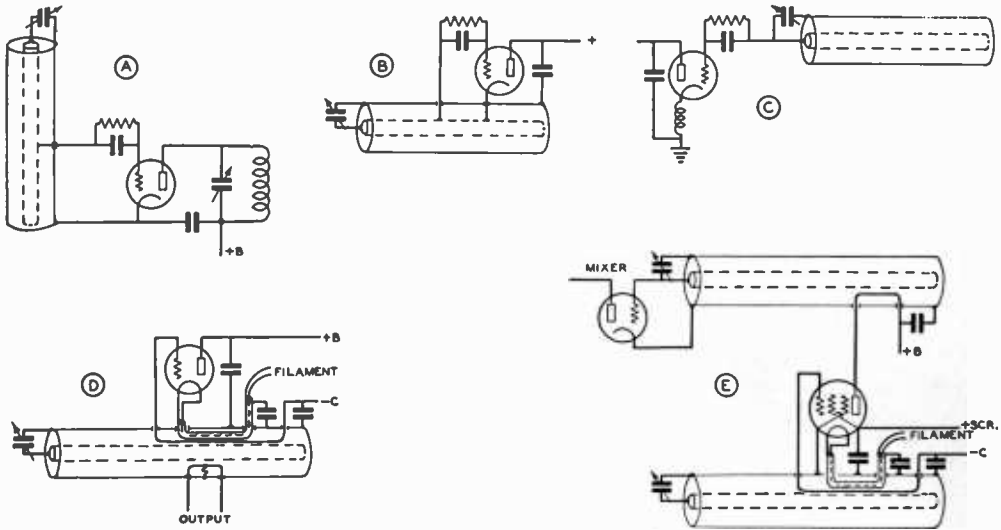 A
+B
B
+
C
D
+B
FILAMENT
-C
OUTPUT
MIXER
+B
E
+SCR.
FILAMENT
-C